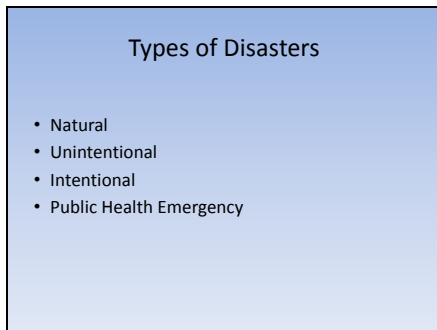 Types of Disasters
• Natural
• Unintentional
• Intentional
• Public Health Emergency